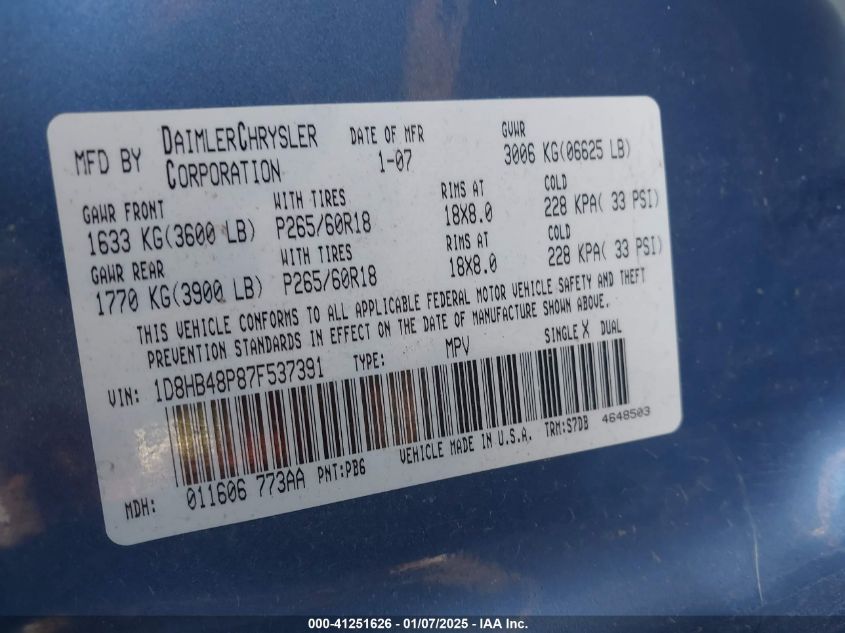 MFD BY DAIMLERCHRYSLER CORPORATION DATE OF MFR 1-07 GVWR 3006 KG(06625 LB)
GAWR FRONT WITH TIRES RIMS AT COLD
1633 KG(3600 LB) P265/60R18 18X8.0 228 KPA( 33 PSI)
GAWR REAR WITH TIRES RIMS AT COLD
1770 KG(3900 LB) P265/60R18 18X8.0 228 KPA( 33 PSI)
THIS VEHICLE CONFORMS TO ALL APPLICABLE FEDERAL MOTOR VEHICLE SAFETY AND THEFT
PREVENTION STANDARDS IN EFFECT ON THE DATE OF MANUFACTURE SHOWN ABOVE.
VIN: 1D8HB48P87F537391 TYPE: MPV SINGLE X DUAL
MDH: 011606 773AA PNT:PB6 VEHICLE MADE IN U.S.A. TRM:S7DB 4648503
000-41251626 - 01/07/2025 - IAA Inc.